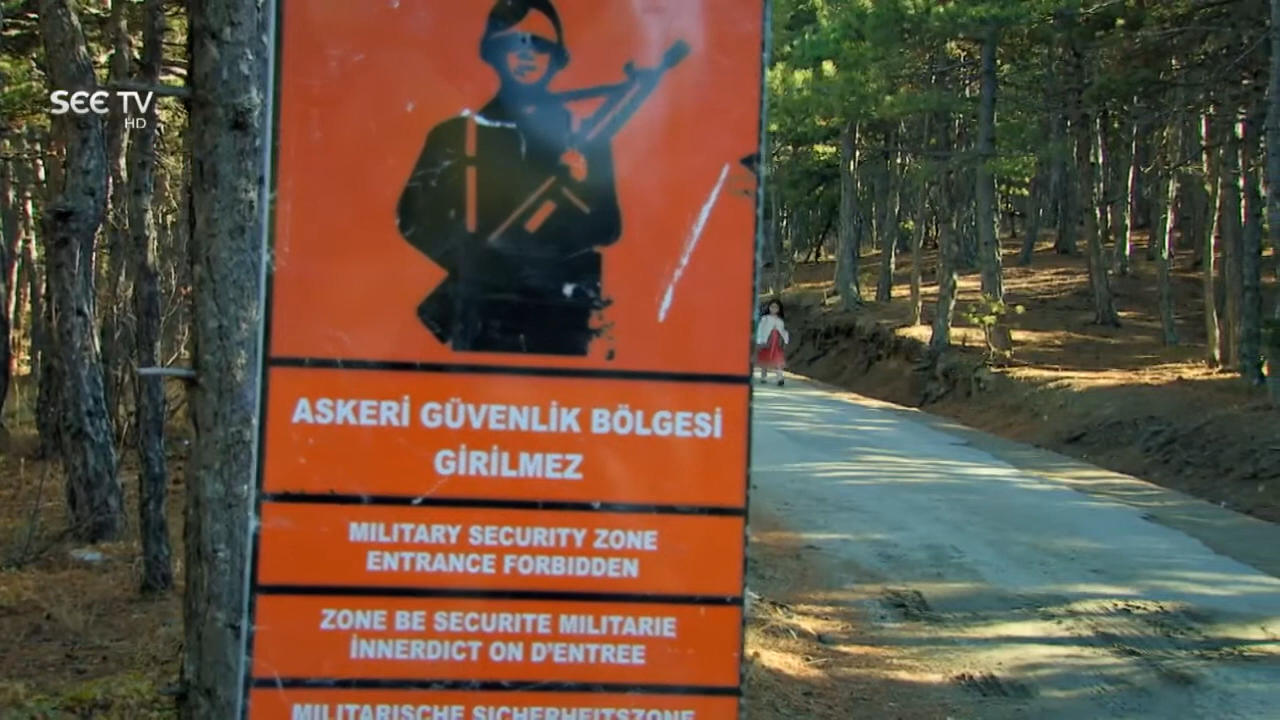 SEE TV
HD
ASKERİ GÜVENLİK BÖLGESİ
GİRİLMEZ
MILITARY SECURITY ZONE
ENTRANCE FORBIDDEN
ZONE BE SECURITE MILITARIE
İNNERDICT ON D'ENTREE
MILITARISCHE SICHERHEITSZONE